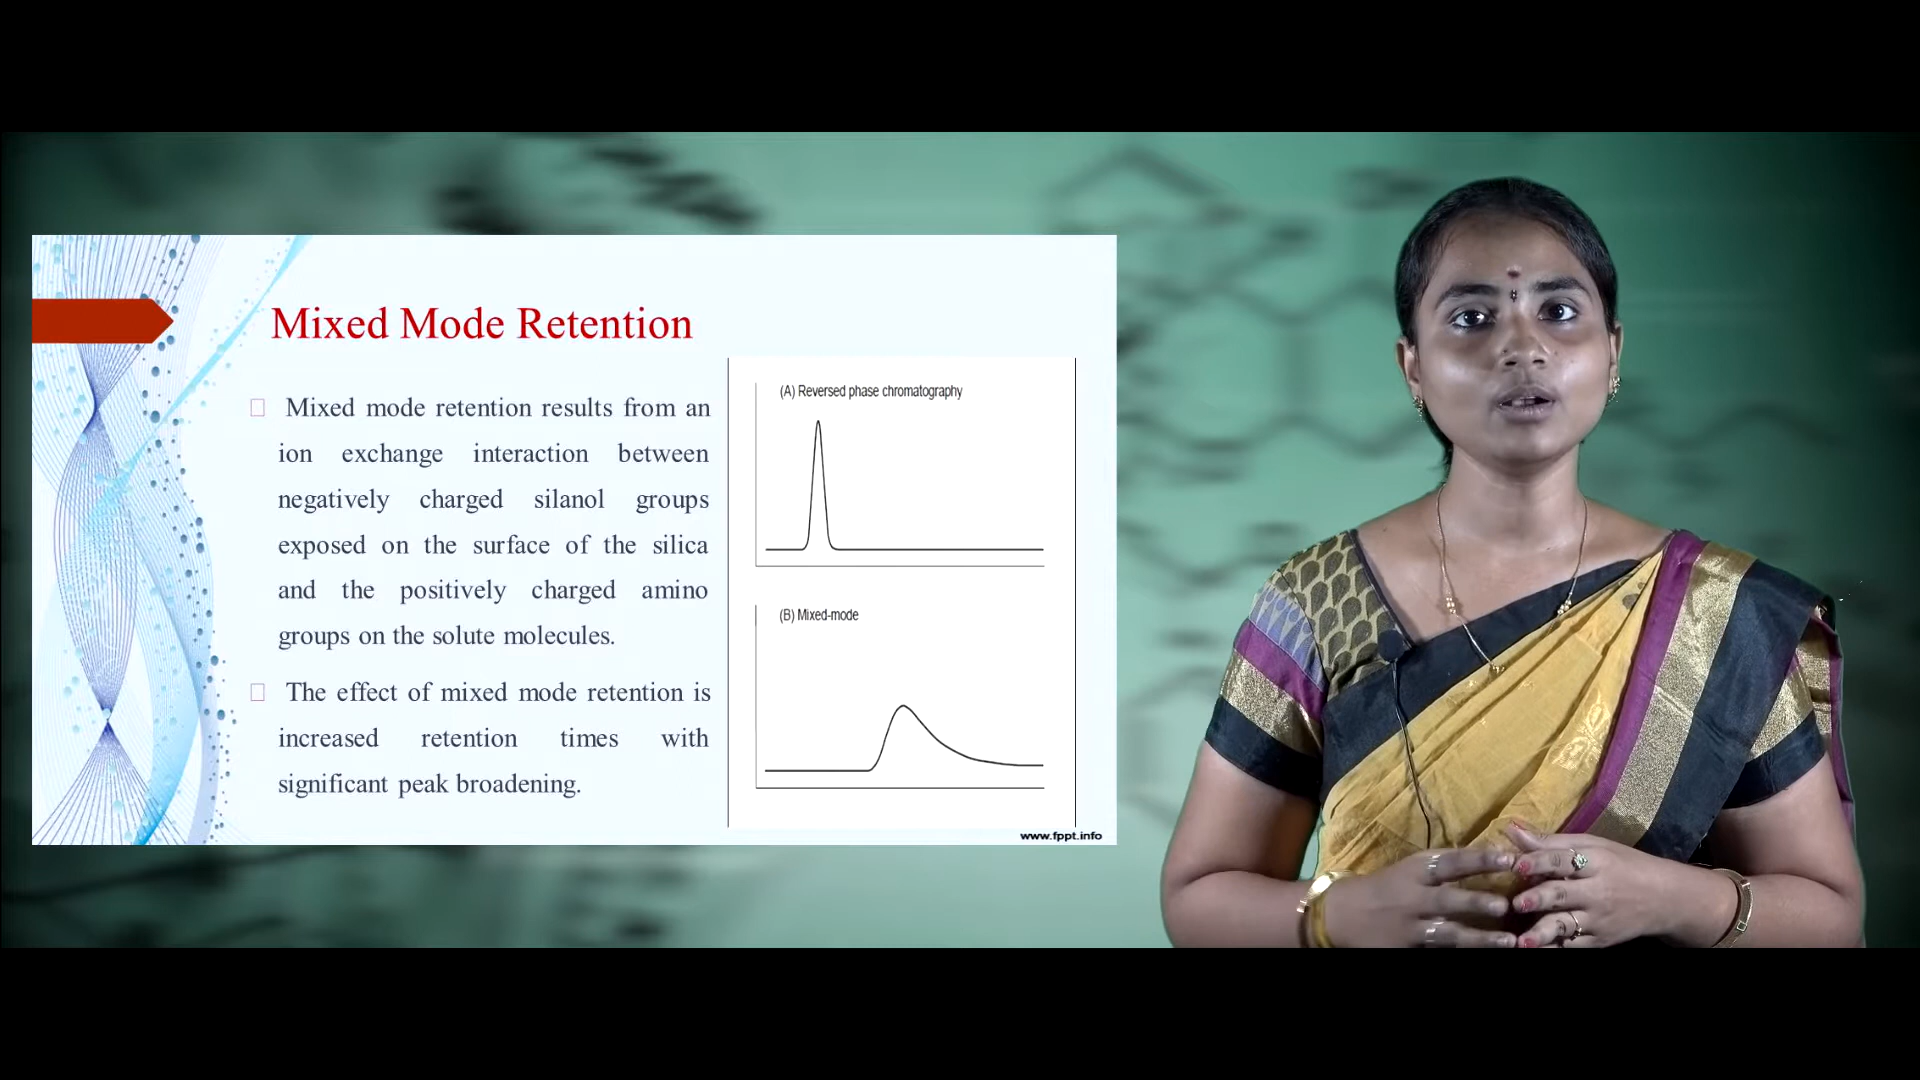 Mixed Mode Retention
Mixed mode retention results from an
ion exchange interaction between
negatively charged silanol groups
exposed on the surface of the silica
and the positively charged amino
groups on the solute molecules.
The effect of mixed mode retention is
increased retention times with
significant peak broadening.
(A) Reversed phase chromatography
(B) Mixed-mode
www.fppt.info